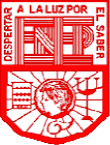 DESPERTAR A LA LUZ POR EL SABER
ENP